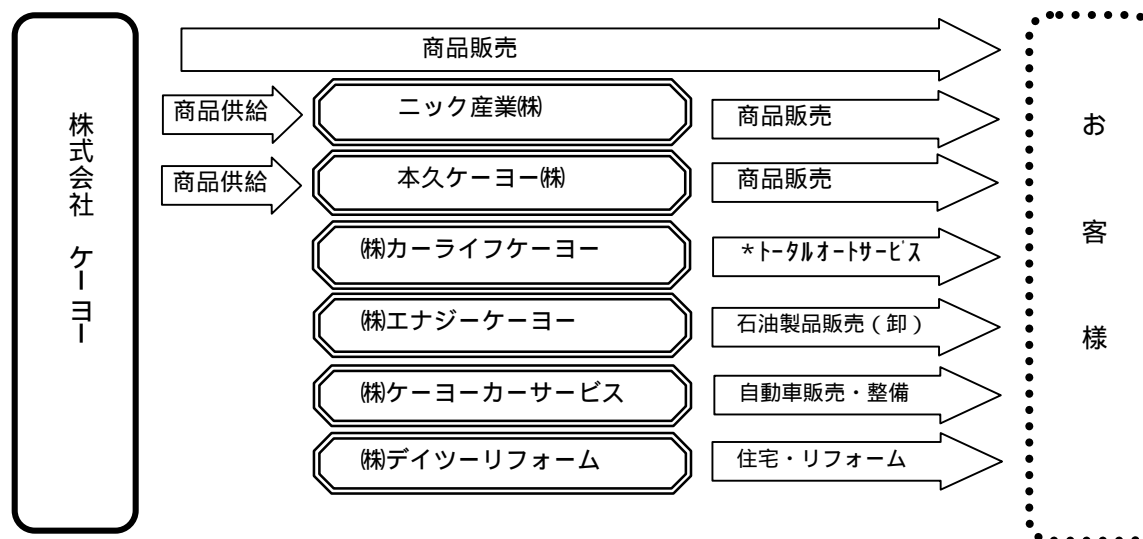 株式会社 ケーヨー
商品販売
商品供給
ニック産業㈱
商品販売
商品供給
本久ケーヨー㈱
商品販売
㈱カーライフケーヨー
*ﾄｰﾀﾙｵｰﾄｻｰﾋﾞｽ
㈱エナジーケーヨー
石油製品販売(卸)
㈱ケーヨーカーサービス
自動車販売・整備
㈱デイツーリフォーム
住宅・リフォーム
お客様